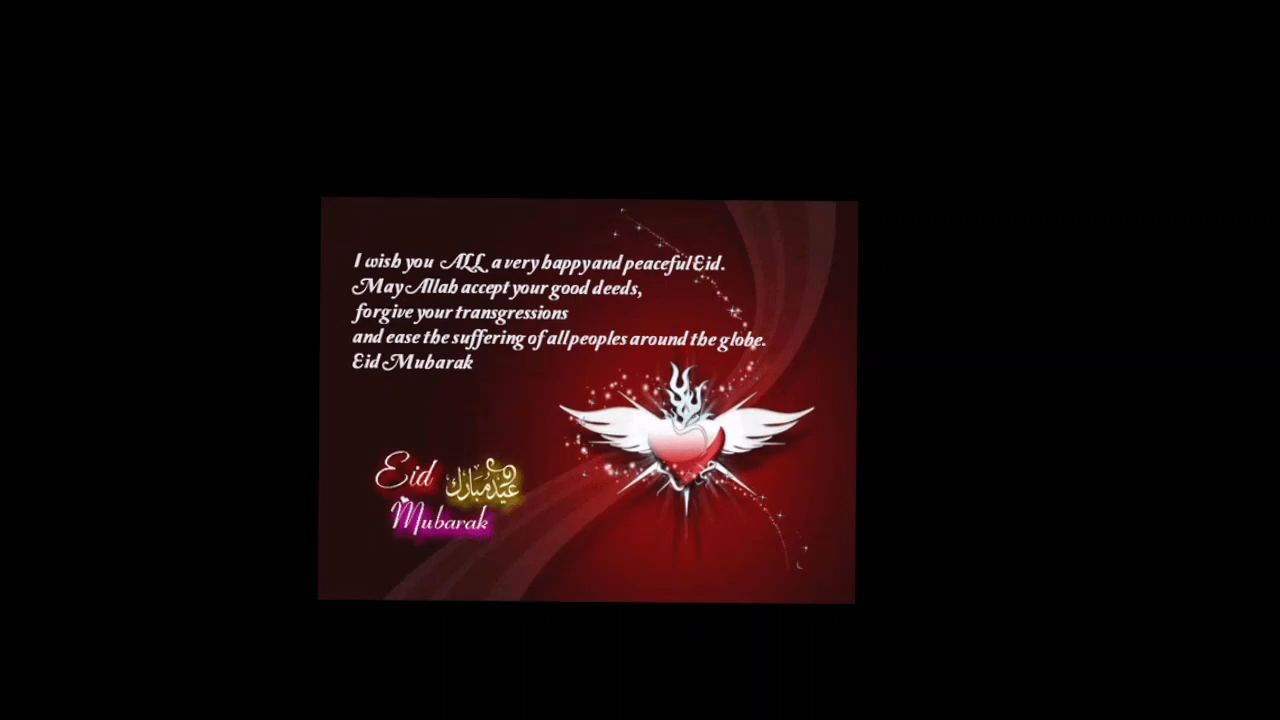 I wish you ALL a very happy and peaceful Eid.
May Allah accept your good deeds,
forgive your transgressions
and ease the suffering of all peoples around the globe.
Eid Mubarak
Eid
عيد مبارك
Mubarak